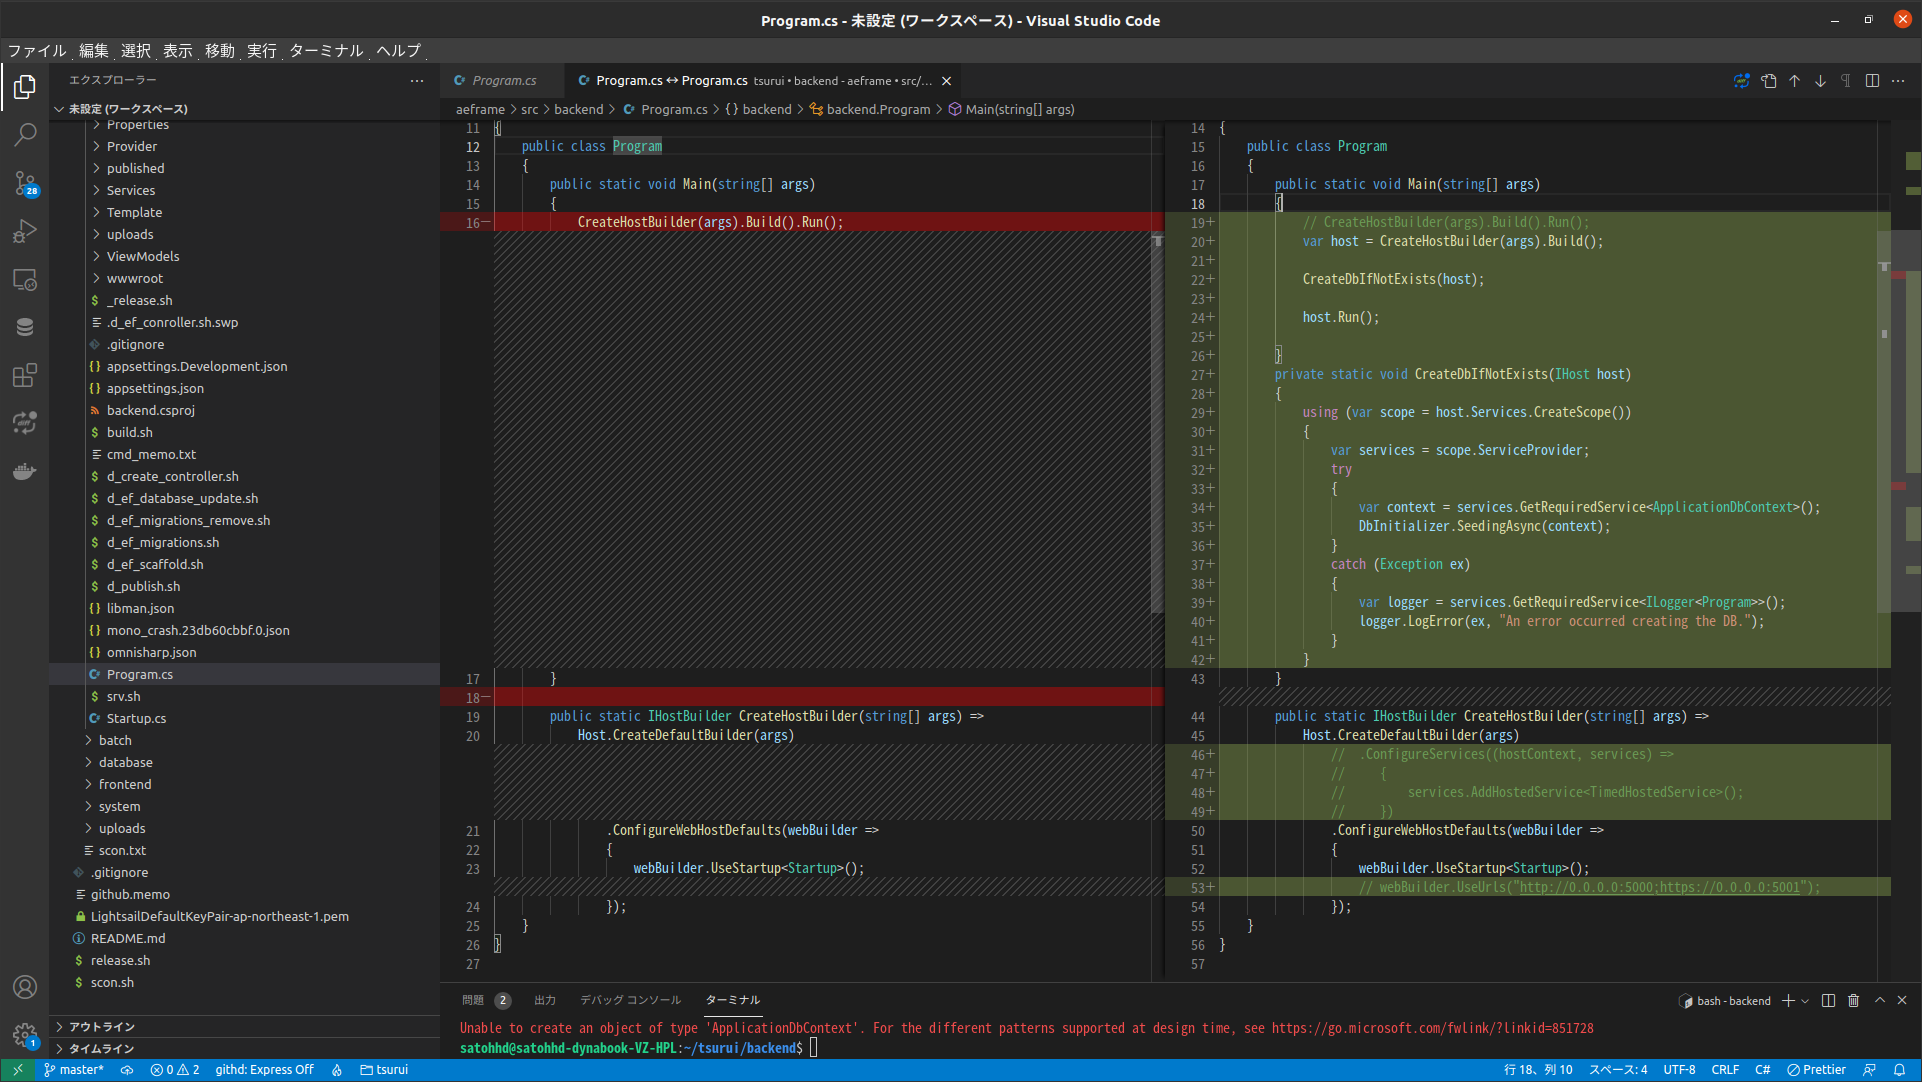 Program.cs - 未設定 (ワークスペース) - Visual Studio Code
ファイル 編集 選択 表示 移動 実行 ターミナル ヘルプ
エクスプローラー
未設定 (ワークスペース)
Properties
Provider
published
Services
Template
uploads
ViewModels
wwwroot
_release.sh
.d_ef_conroller.sh.swp
.gitignore
appsettings.Development.json
appsettings.json
backend.csproj
build.sh
cmd_memo.txt
d_create_controller.sh
d_ef_database_update.sh
d_ef_migrations_remove.sh
d_ef_migrations.sh
d_ef_scaffold.sh
d_publish.sh
libman.json
mono_crash.23db60cbbf.0.json
omnisharp.json
Program.cs
srv.sh
Startup.cs
batch
database
frontend
system
uploads
scon.txt
.gitignore
github.memo
LightsailDefaultKeyPair-ap-northeast-1.pem
README.md
release.sh
scon.sh
アウトライン
タイムライン
28
1
Program.cs
Program.cs ↔ Program.cs tsurui • backend - aeframe • src/...
aeframe > src > backend > Program.cs > {} backend > backend.Program > Main(string[] args)
11 {
12 public class Program
13 {
14 public static void Main(string[] args)
15 {
16 CreateHostBuilder(args).Build().Run();
17 }
18
19 public static IHostBuilder CreateHostBuilder(string[] args) =>
20 Host.CreateDefaultBuilder(args)
21 .ConfigureWebHostDefaults(webBuilder =>
22 {
23 webBuilder.UseStartup<Startup>();
24 });
25 }
26 }
27
14 {
15 public class Program
16 {
17 public static void Main(string[] args)
18 {
19+ // CreateHostBuilder(args).Build().Run();
20+ var host = CreateHostBuilder(args).Build();
21+
22+ CreateDbIfNotExists(host);
23+
24+ host.Run();
25+
26+ }
27+ private static void CreateDbIfNotExists(IHost host)
28+ {
29+ using (var scope = host.Services.CreateScope())
30+ {
31+ var services = scope.ServiceProvider;
32+ try
33+ {
34+ var context = services.GetRequiredService<ApplicationDbContext>();
35+ DbInitializer.SeedingAsync(context);
36+ }
37+ catch (Exception ex)
38+ {
39+ var logger = services.GetRequiredService<ILogger<Program>>();
40+ logger.LogError(ex, "An error occurred creating the DB.");
41+ }
42+ }
43 }
44 public static IHostBuilder CreateHostBuilder(string[] args) =>
45 Host.CreateDefaultBuilder(args)
46+ // .ConfigureServices((hostContext, services) =>
47+ // {
48+ // services.AddHostedService<TimedHostedService>();
49+ // })
50 .ConfigureWebHostDefaults(webBuilder =>
51 {
52 webBuilder.UseStartup<Startup>();
53+ // webBuilder.UseUrls("http://0.0.0.0:5000;https://0.0.0.0:5001");
54 });
55 }
56 }
57
問題 2 出力 デバッグ コンソール ターミナル bash - backend
Unable to create an object of type 'ApplicationDbContext'. For the different patterns supported at design time, see https://go.microsoft.com/fwlink/?linkid=851728
satohhd@satohhd-dynabook-VZ-HPL:~/tsurui/backend$
master* 0 2 githd: Express Off tsurui 行 18、列 10 スペース: 4 UTF-8 CRLF C# Prettier